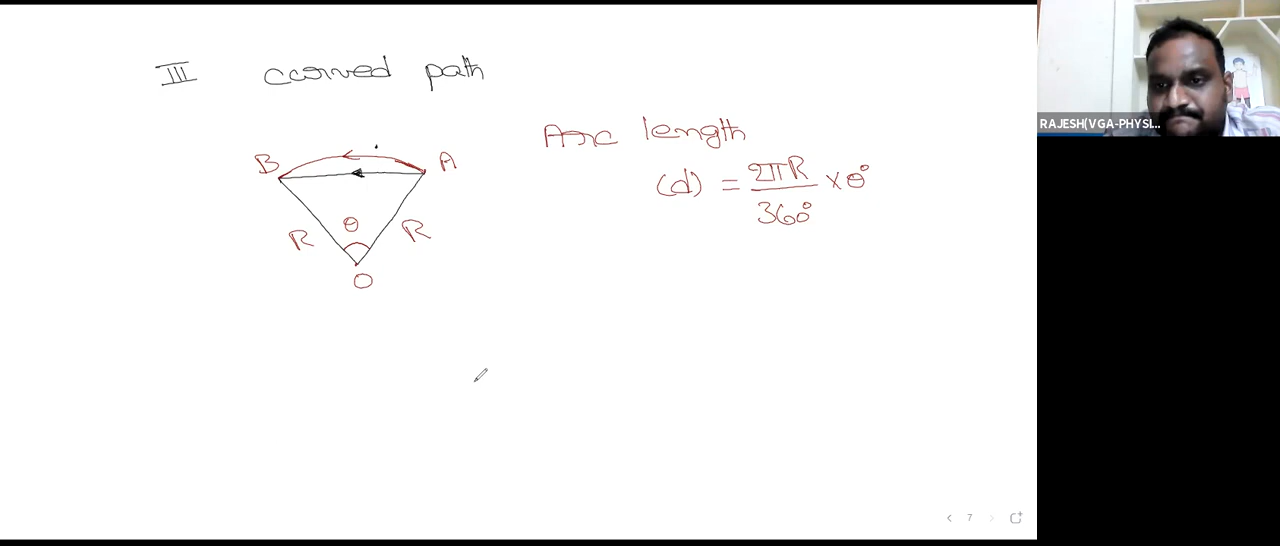 III curved path
Arc length
(d) = 2πR / 360° × θ°
B
A
θ
R
R
O
RAJESH(VGA-PHYSI...
7